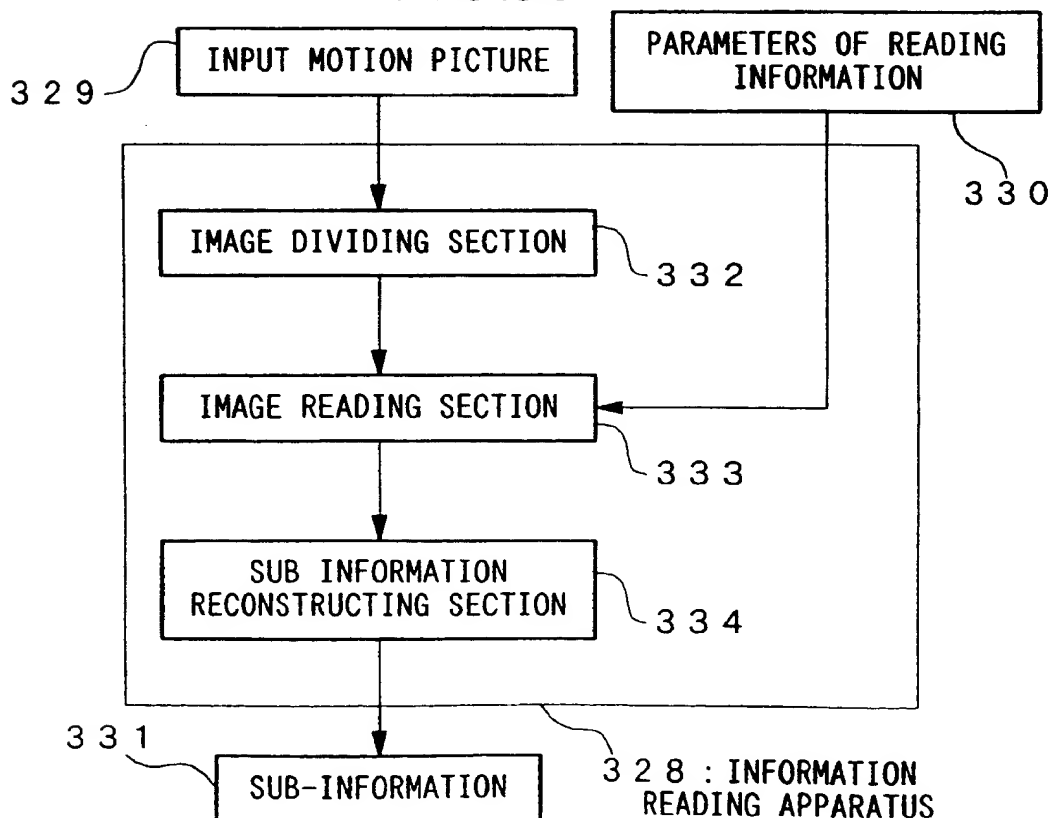 INPUT MOTION PICTURE
PARAMETERS OF READING
INFORMATION
329
330
IMAGE DIVIDING SECTION
332
IMAGE READING SECTION
333
SUB INFORMATION
RECONSTRUCTING SECTION
334
331
SUB-INFORMATION
328 : INFORMATION
READING APPARATUS